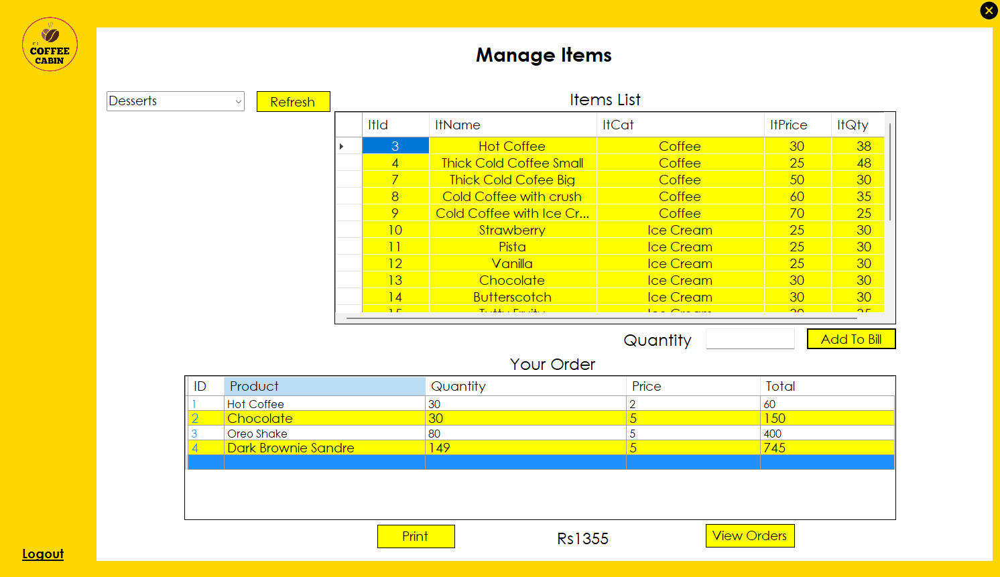 IT'S
COFFEE
CABIN
Manage Items
Desserts
Refresh
Items List
ItId ItName ItCat ItPrice ItQty
3 Hot Coffee Coffee 30 38
4 Thick Cold Coffee Small Coffee 25 48
7 Thick Cold Cofee Big Coffee 50 30
8 Cold Coffee with crush Coffee 60 35
9 Cold Coffee with Ice Cr... Coffee 70 25
10 Strawberry Ice Cream 25 30
11 Pista Ice Cream 25 30
12 Vanilla Ice Cream 25 30
13 Chocolate Ice Cream 30 30
14 Butterscotch Ice Cream 30 30
15 Tutty Fruity Ice Cream
Quantity
Add To Bill
Your Order
ID Product Quantity Price Total
1 Hot Coffee 30 2 60
2 Chocolate 30 5 150
3 Oreo Shake 80 5 400
4 Dark Brownie Sandre 149 5 745
Print
Rs1355
View Orders
Logout